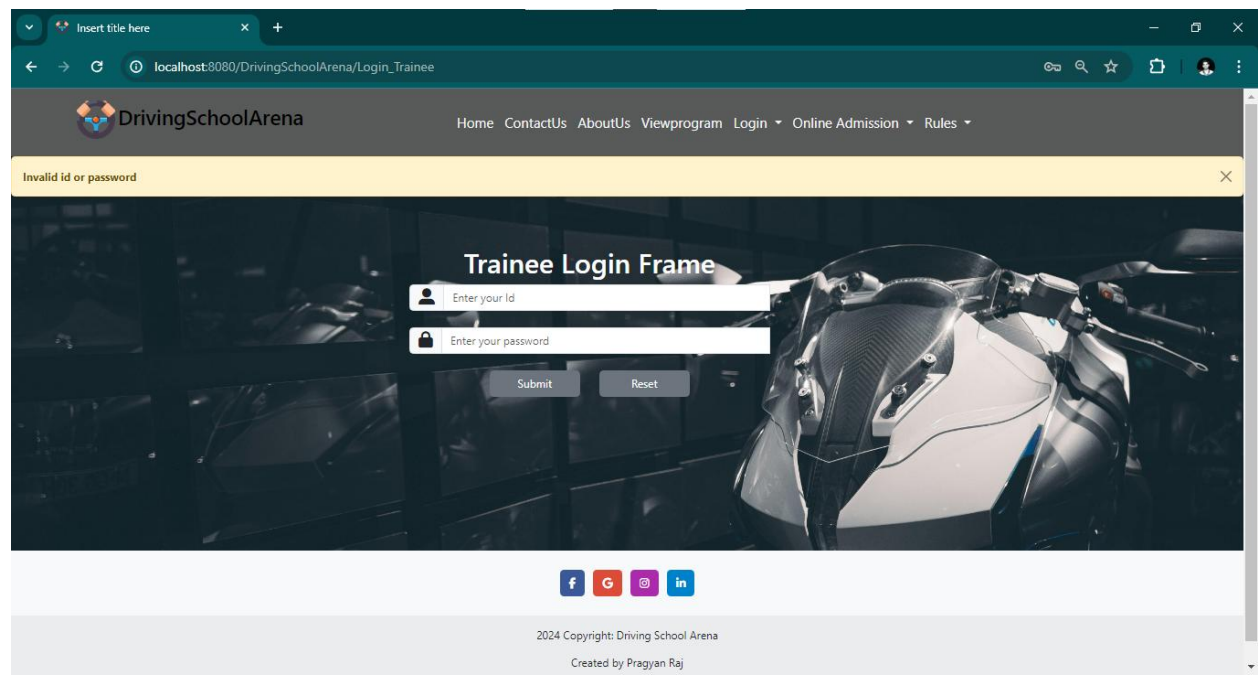 Insert title here
localhost:8080/DrivingSchoolArena/Login_Trainee
DrivingSchoolArena
Home ContactUs AboutUs Viewprogram Login Online Admission Rules
Invalid id or password
Trainee Login Frame
Enter your Id
Enter your password
Submit Reset
f G in
2024 Copyright: Driving School Arena
Created by Pragyan Raj